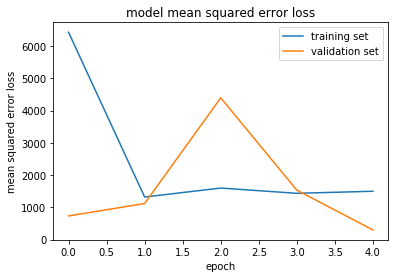 model mean squared error loss
training set
validation set
mean squared error loss
6000
5000
4000
3000
2000
1000
0
0.0 0.5 1.0 1.5 2.0 2.5 3.0 3.5 4.0
epoch